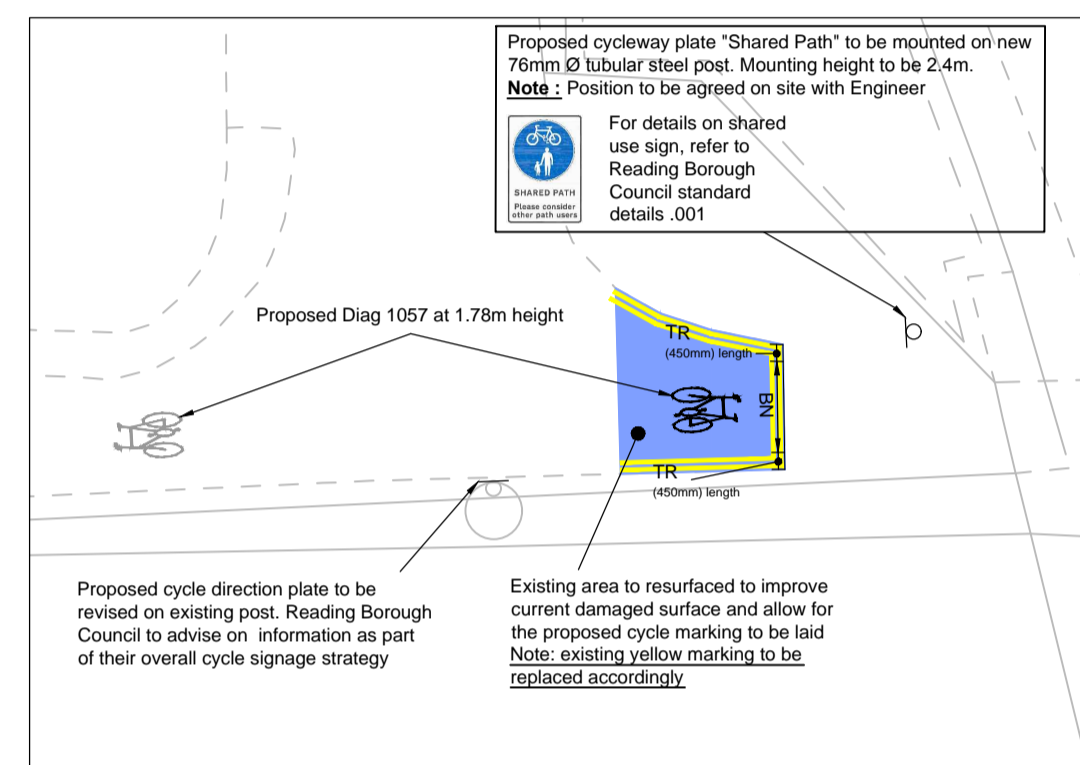 Proposed cycleway plate "Shared Path" to be mounted on new
76mm Ø tubular steel post. Mounting height to be 2.4m.
Note : Position to be agreed on site with Engineer
SHARED PATH
Please consider
other path users
For details on shared
use sign, refer to
Reading Borough
Council standard
details .001
Proposed Diag 1057 at 1.78m height
TR
(450mm) length
BN
TR
(450mm) length
Proposed cycle direction plate to be
revised on existing post. Reading Borough
Council to advise on information as part
of their overall cycle signage strategy
Existing area to resurfaced to improve
current damaged surface and allow for
the proposed cycle marking to be laid
Note: existing yellow marking to be
replaced accordingly